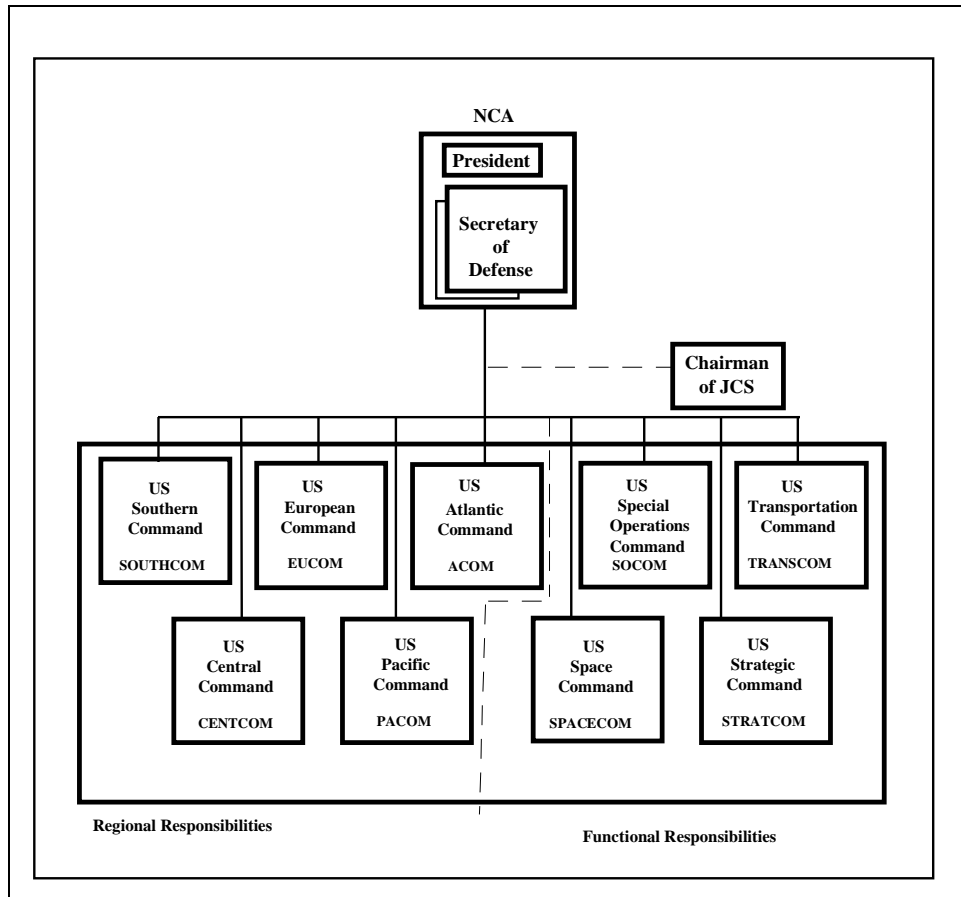 NCA
President
Secretary
of
Defense
Chairman
of JCS
US
Southern
Command
SOUTHCOM
US
European
Command
EUCOM
US
Atlantic
Command
ACOM
US
Special
Operations
Command
SOCOM
US
Transportation
Command
TRANSCOM
US
Central
Command
CENTCOM
US
Pacific
Command
PACOM
US
Space
Command
SPACECOM
US
Strategic
Command
STRATCOM
Regional Responsibilities
Functional Responsibilities